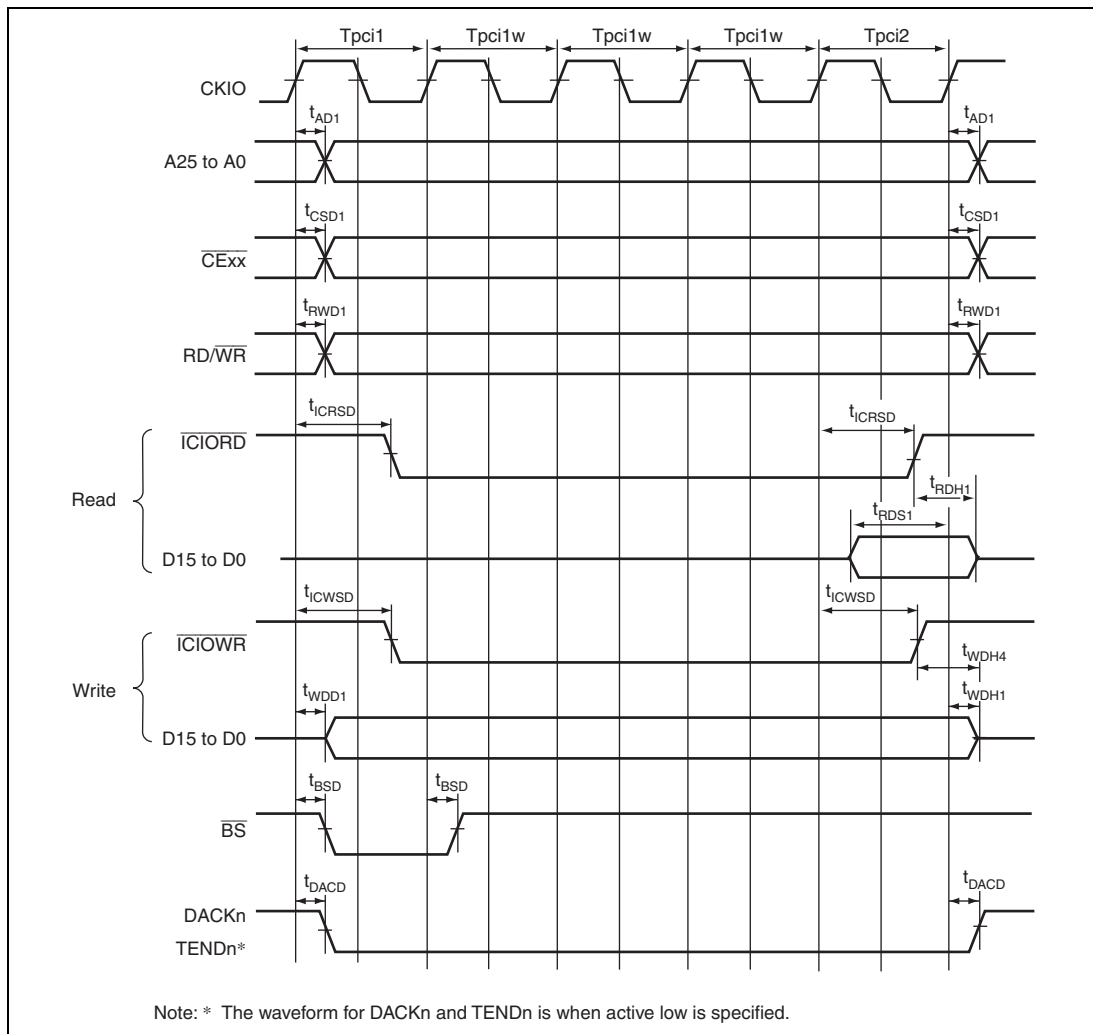 Tpci1 Tpci1w Tpci1w Tpci1w Tpci2
CKIO
tAD1 tAD1
A25 to A0
tCSD1 tCSD1
CExx
tRWD1 tRWD1
RD/WR
tICRSD tICRSD
ICIORD
tRDH1
Read
tRDS1
D15 to D0
tICWSD tICWSD
ICIOWR
tWDH4
Write
tWDD1 tWDH1
D15 to D0
tBSD tBSD
BS
tDACD tDACD
DACKn
TENDn*
Note: * The waveform for DACKn and TENDn is when active low is specified.